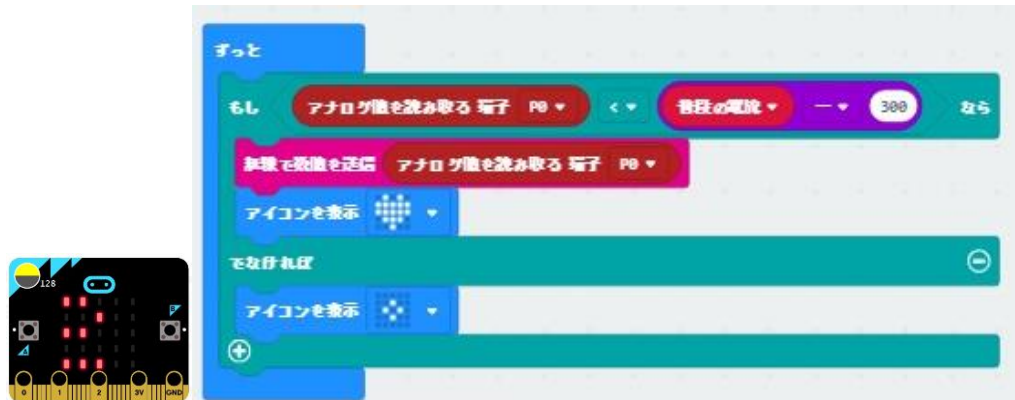 ずっと
もし アナログ値を読み取る 端子 P0 < 普段の電流 ー 300 なら
無線で数値を送信 アナログ値を読み取る 端子 P0
アイコンを表示
でなければ
アイコンを表示
128
B
A
0 1 2 3V GND